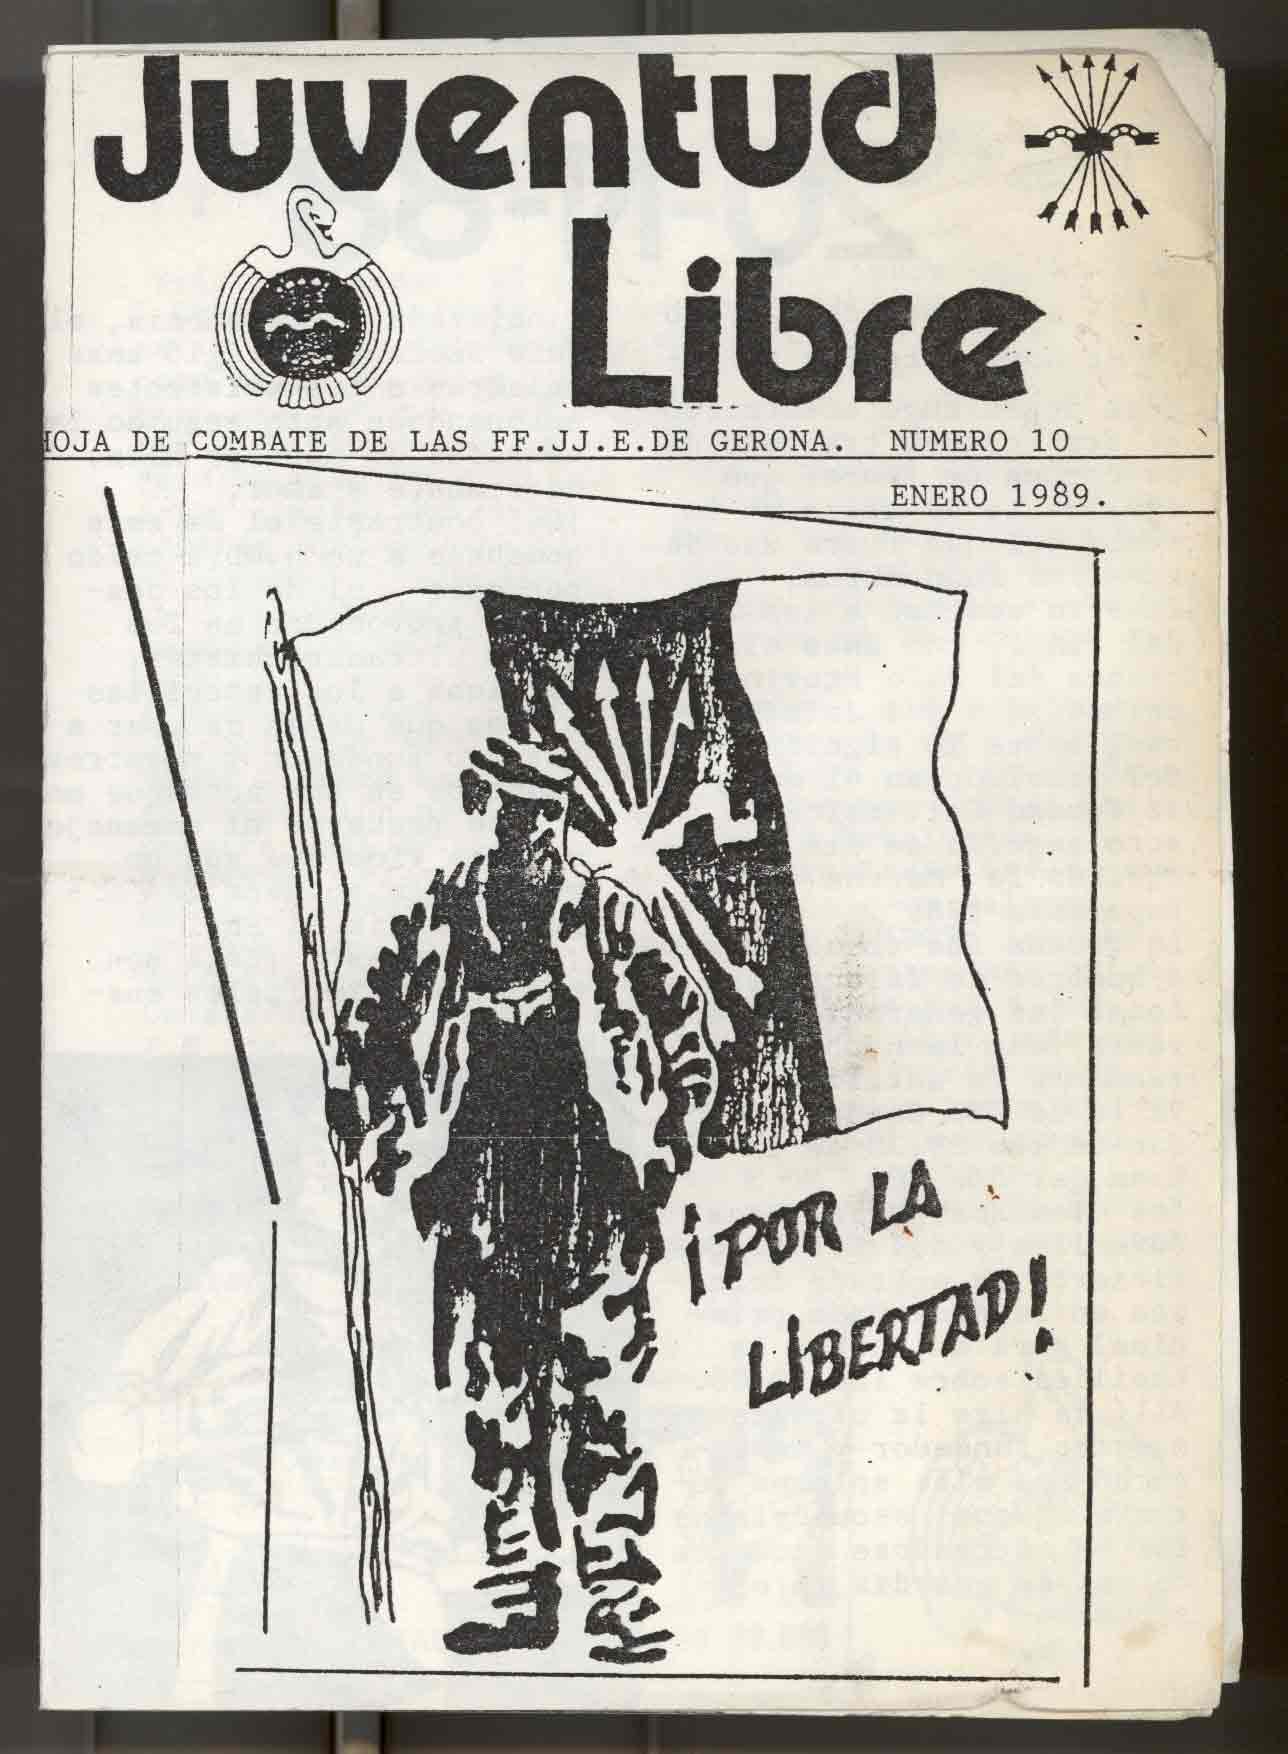 Juventud
Libre
HOJA DE COMBATE DE LAS FF.JJ.E.DE GERONA. NUMERO 10
ENERO 1989.
¡POR LA
LIBERTAD!